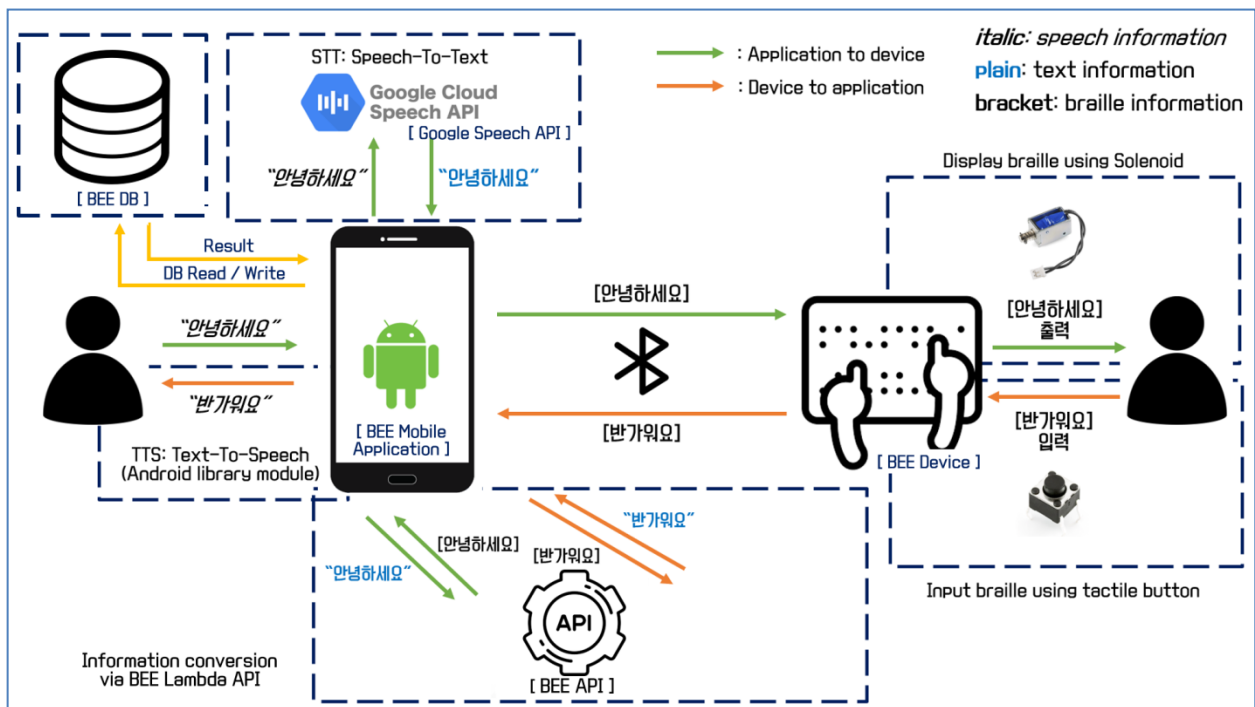 STT: Speech-To-Text
Google Cloud
Speech API
[ Google Speech API ]
"안녕하세요"
"안녕하세요"
: Application to device
: Device to application
italic: speech information
plain: text information
bracket: braille information
[ BEE DB ]
Result
DB Read / Write
"안녕하세요"
"반가워요"
TTS: Text-To-Speech
(Android library module)
[ BEE Mobile
Application ]
[안녕하세요]
[반가워요]
Display braille using Solenoid
[안녕하세요]
출력
[반가워요]
입력
[ BEE Device ]
Input braille using tactile button
"안녕하세요"
[안녕하세요]
[반가워요]
"반가워요"
API
[ BEE API ]
Information conversion
via BEE Lambda API